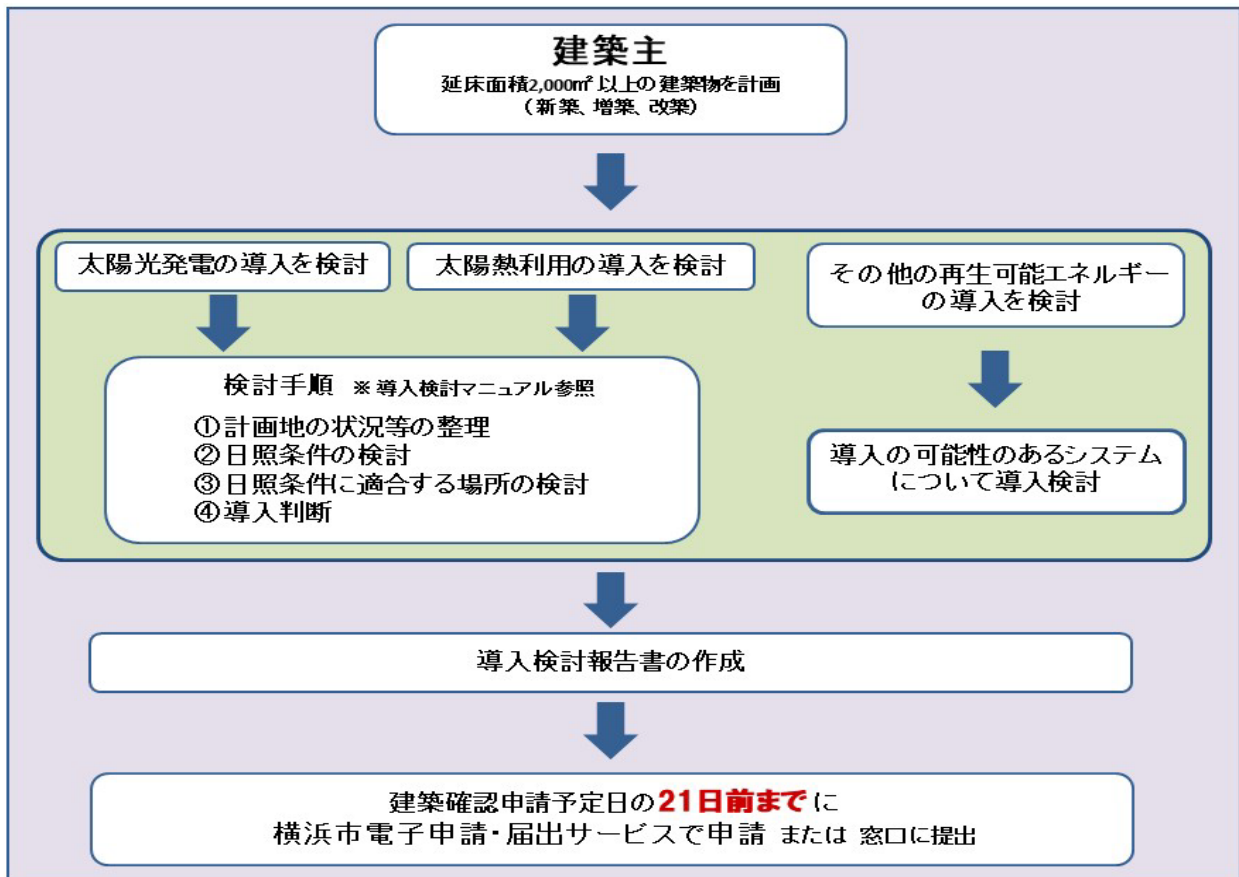 建築主
延床面積2,000㎡以上の建築物を計画
(新築、増築、改築)
太陽光発電の導入を検討
太陽熱利用の導入を検討
その他の再生可能エネルギー
の導入を検討
検討手順 ※導入検討マニュアル参照
①計画地の状況等の整理
②日照条件の検討
③日照条件に適合する場所の検討
④導入判断
導入の可能性のあるシステム
について導入検討
導入検討報告書の作成
建築確認申請予定日の21日前までに
横浜市電子申請・届出サービスで申請 または 窓口に提出